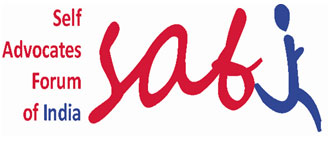 Self
Advocates
Forum
of India
safi